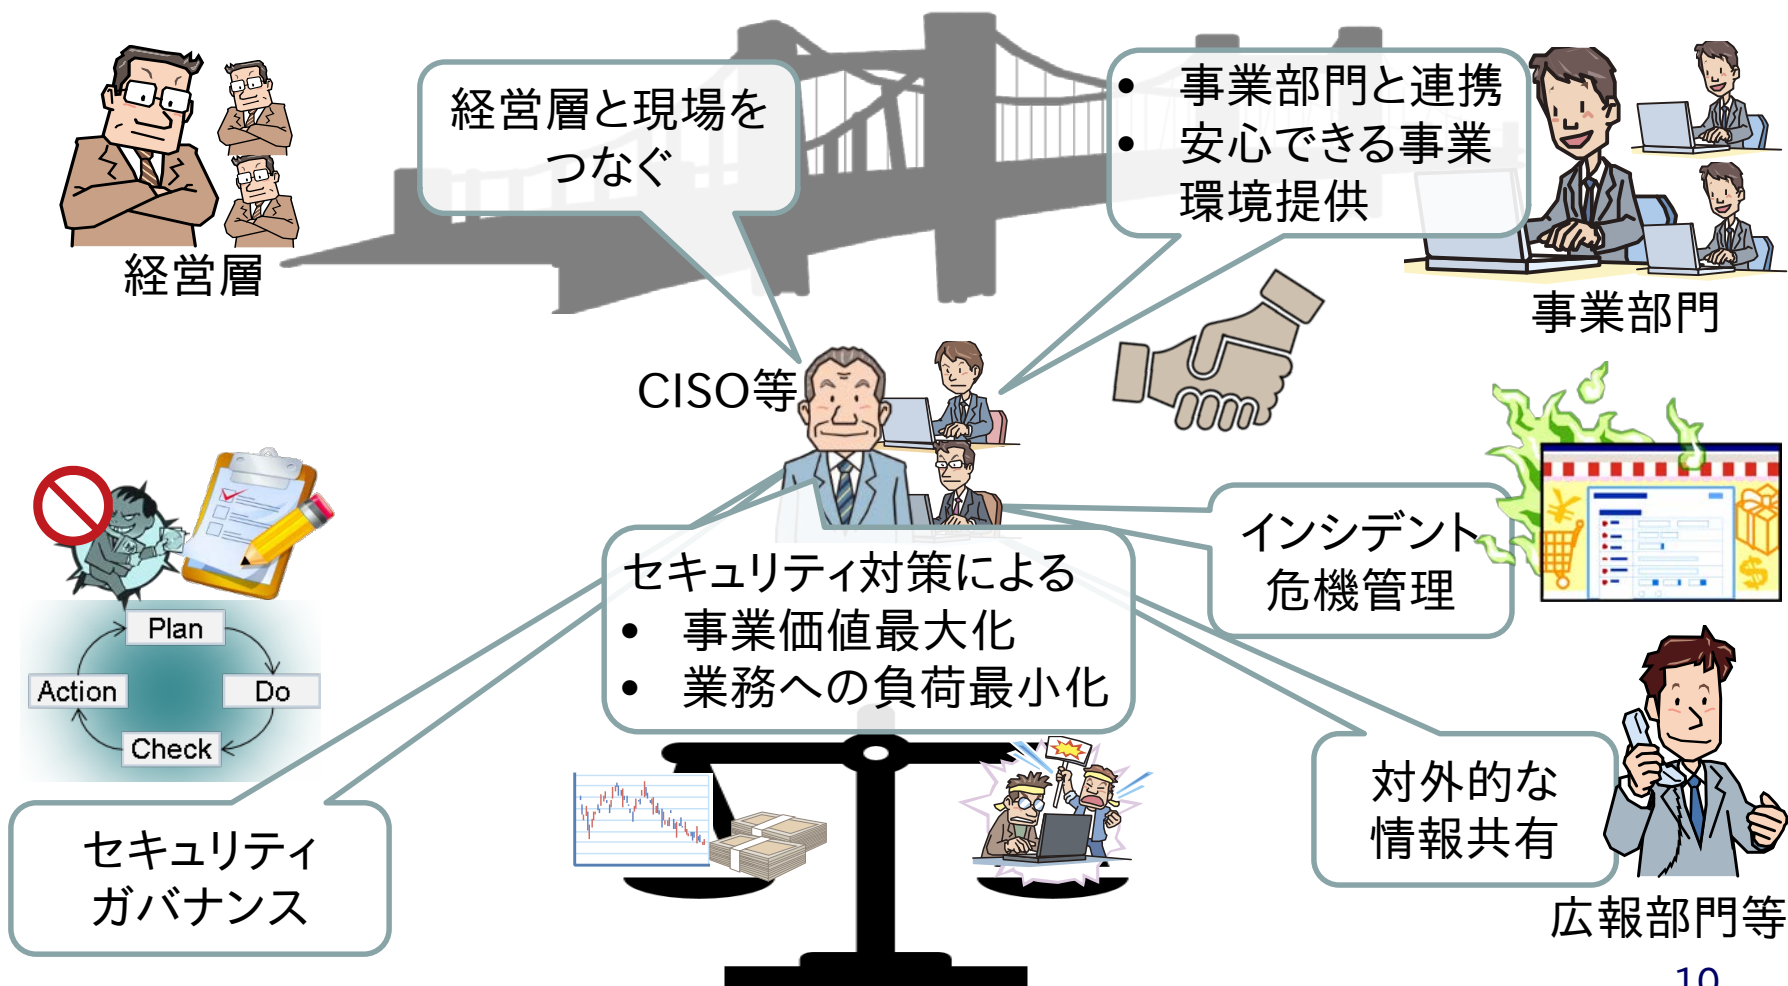 経営層と現場を
つなぐ
• 事業部門と連携
• 安心できる事業
環境提供
経営層
事業部門
CISO等
インシデント
危機管理
セキュリティ対策による
• 事業価値最大化
• 業務への負荷最小化
Plan
Action
Do
Check
対外的な
情報共有
セキュリティ
ガバナンス
広報部門等
10